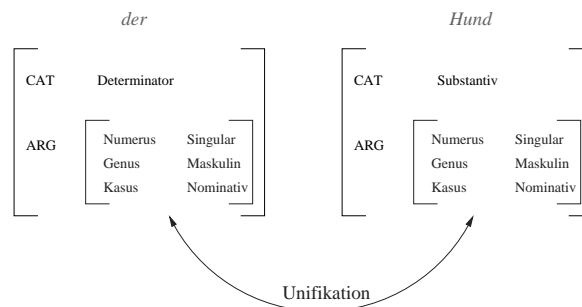 der Hund
CAT Determinator CAT Substantiv
ARG Numerus Singular ARG Numerus Singular
Genus Maskulin Genus Maskulin
Kasus Nominativ Kasus Nominativ
Unifikation